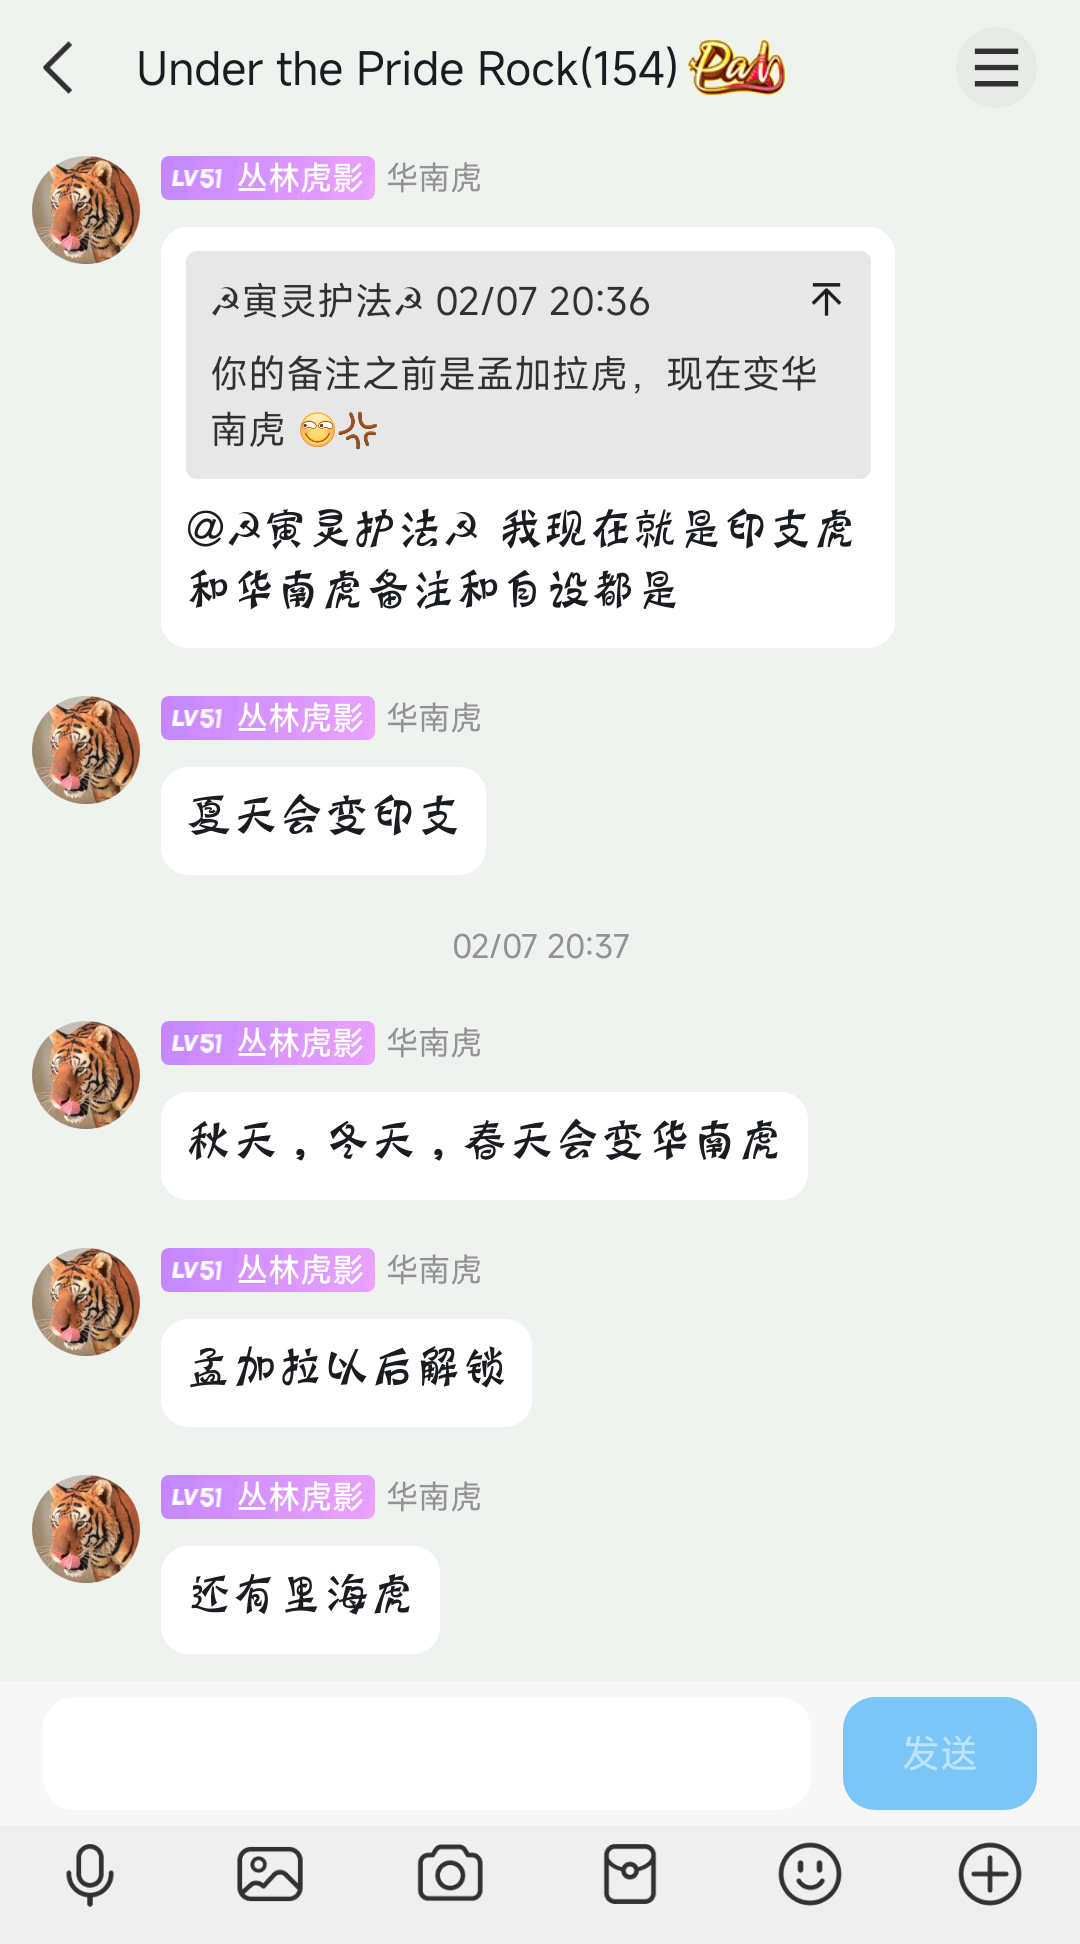 Under the Pride Rock(154) Pah
LV51 丛林虎影 华南虎
☭寅灵护法☭ 02/07 20:36
你的备注之前是孟加拉虎，现在变华
南虎
@☭寅灵护法☭ 我现在就是印支虎
和华南虎备注和自设都是
LV51 丛林虎影 华南虎
夏天会变印支
02/07 20:37
LV51 丛林虎影 华南虎
秋天，冬天，春天会变华南虎
LV51 丛林虎影 华南虎
孟加拉以后解锁
LV51 丛林虎影 华南虎
还有里海虎
发送